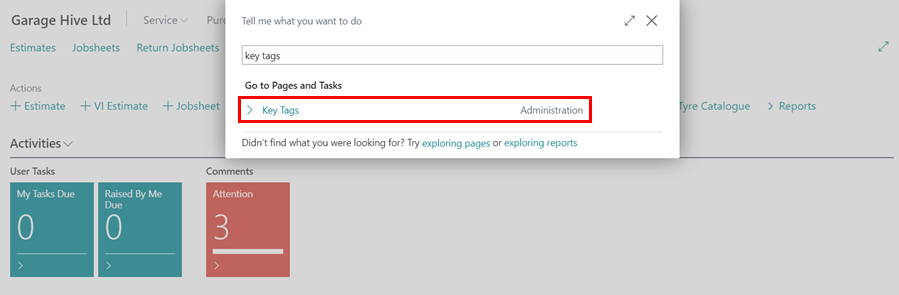 Garage Hive Ltd
Service
Purc
Tell me what you want to do
Estimates
Jobsheets
Return Jobsheets
key tags
Go to Pages and Tasks
Key Tags
Administration
Didn't find what you were looking for? Try exploring pages or exploring reports
Actions
+ Estimate
+ VI Estimate
+ Jobsheet
Tyre Catalogue
> Reports
Activities
User Tasks
Comments
My Tasks Due
0
Raised By Me
Due
0
Attention
3